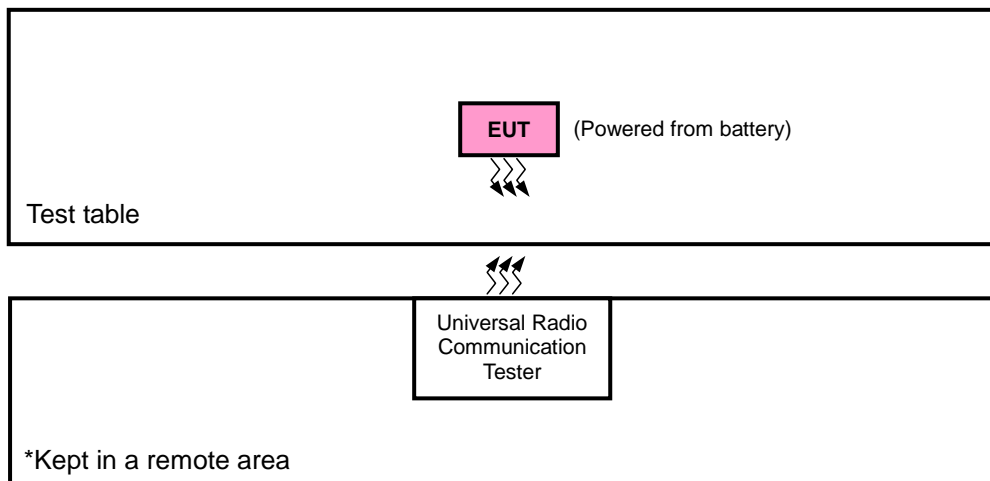 EUT
(Powered from battery)
Test table
Universal Radio
Communication
Tester
*Kept in a remote area